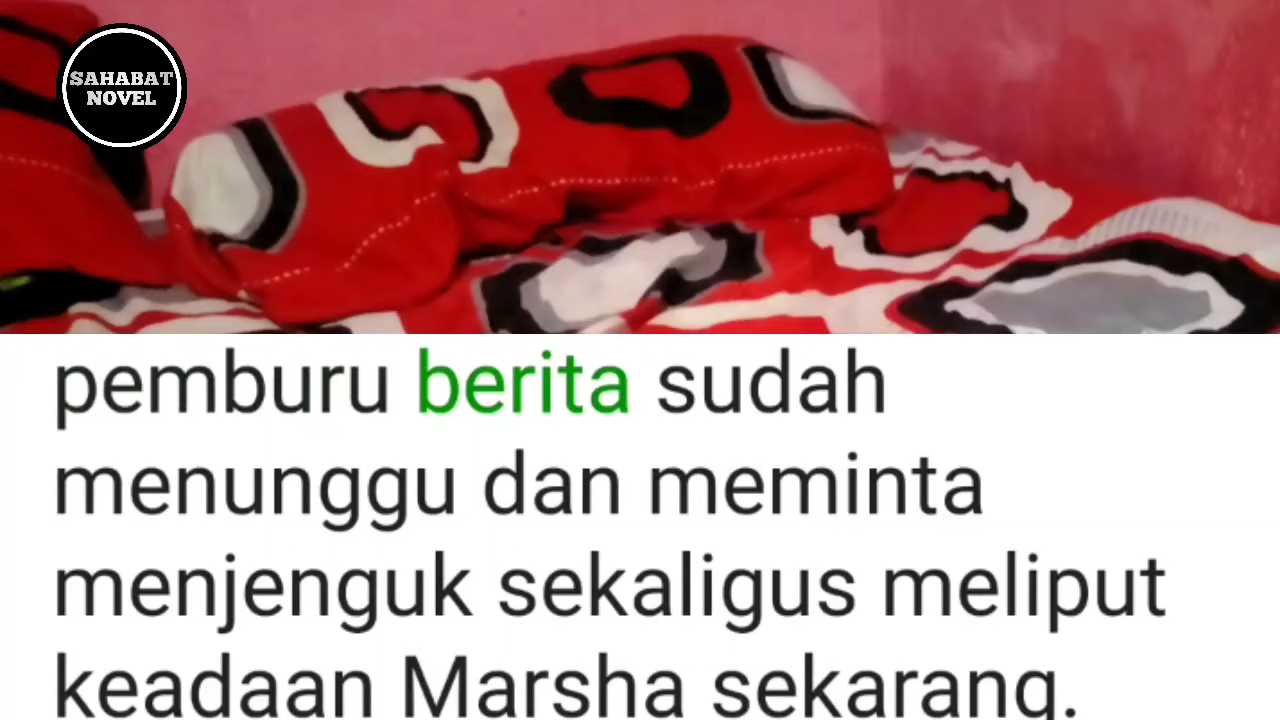 SAHABAT
NOVEL
pemburu berita sudah
menunggu dan meminta
menjenguk sekaligus meliput
keadaan Marsha sekarang.